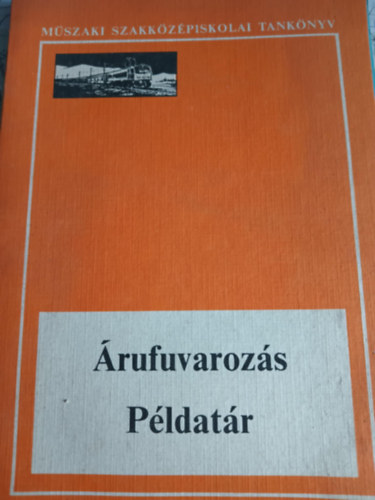 MŰSZAKI SZAKKÖZÉPISKOLAI TANKÖNYV
Árufuvarozás
Példatár